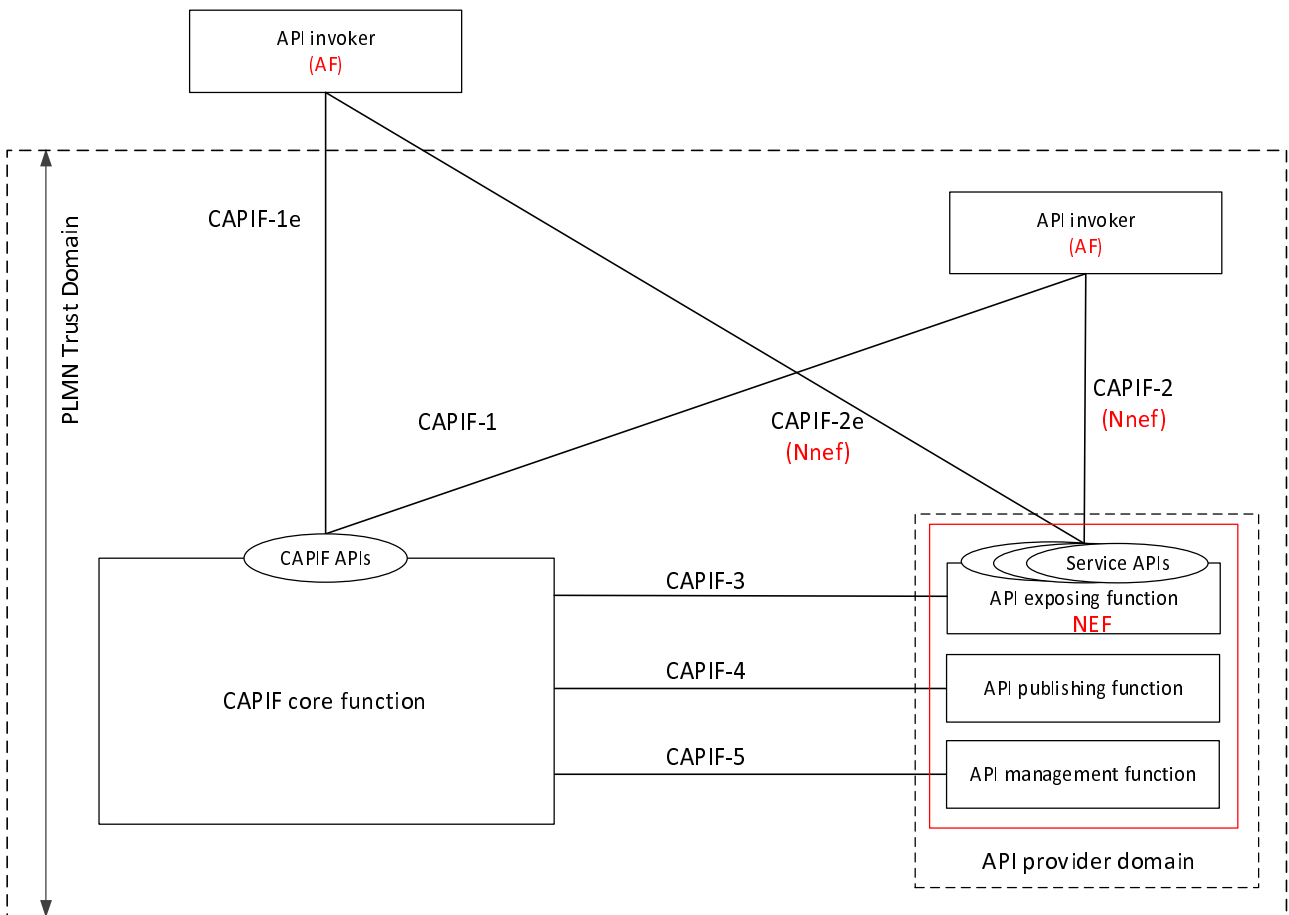 API invoker
(AF)
CAPIF-1e
PLMN Trust Domain
API invoker
(AF)
CAPIF-1
CAPIF-2e
(Nnef)
CAPIF-2
(Nnef)
CAPIF APIs
CAPIF core function
CAPIF-3
CAPIF-4
CAPIF-5
Service APIs
API exposing function
NEF
API publishing function
API management function
API provider domain